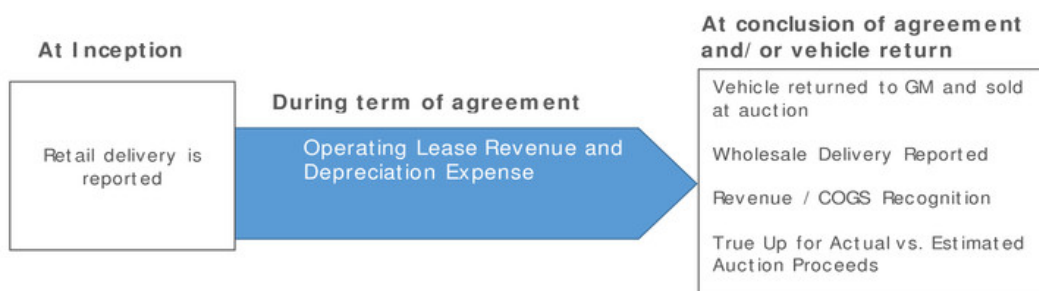 At Inception
Retail delivery is
reported
During term of agreement
Operating Lease Revenue and
Depreciation Expense
At conclusion of agreement
and/ or vehicle return
Vehicle returned to GM and sold
at auction
Wholesale Delivery Reported
Revenue / COGS Recognition
True Up for Actual vs. Estimated
Auction Proceeds